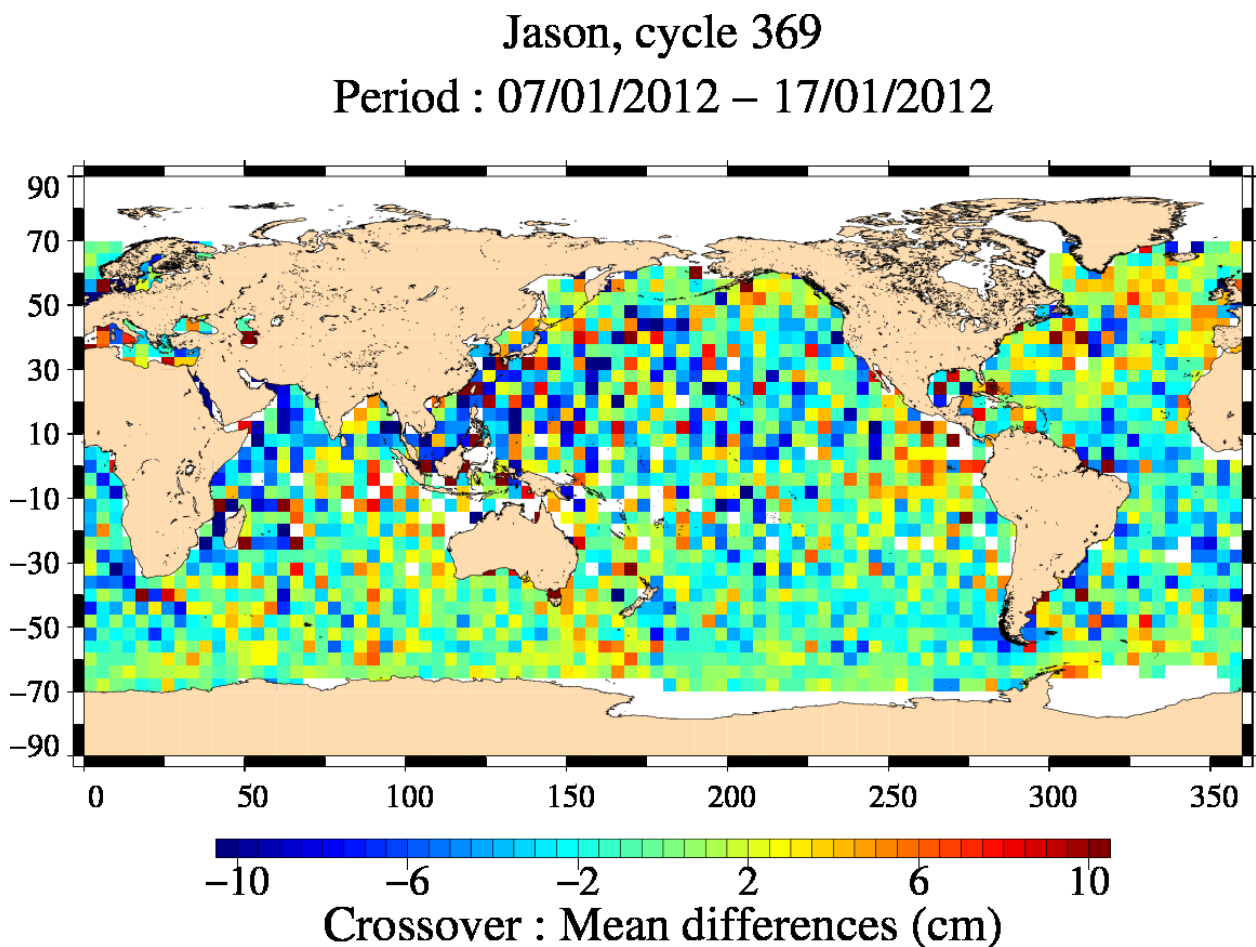 Jason, cycle 369
Period : 07/01/2012 – 17/01/2012
90
70
50
30
10
−10
−30
−50
−70
−90
0 50 100 150 200 250 300 350
−10 −6 −2 2 6 10
Crossover : Mean differences (cm)